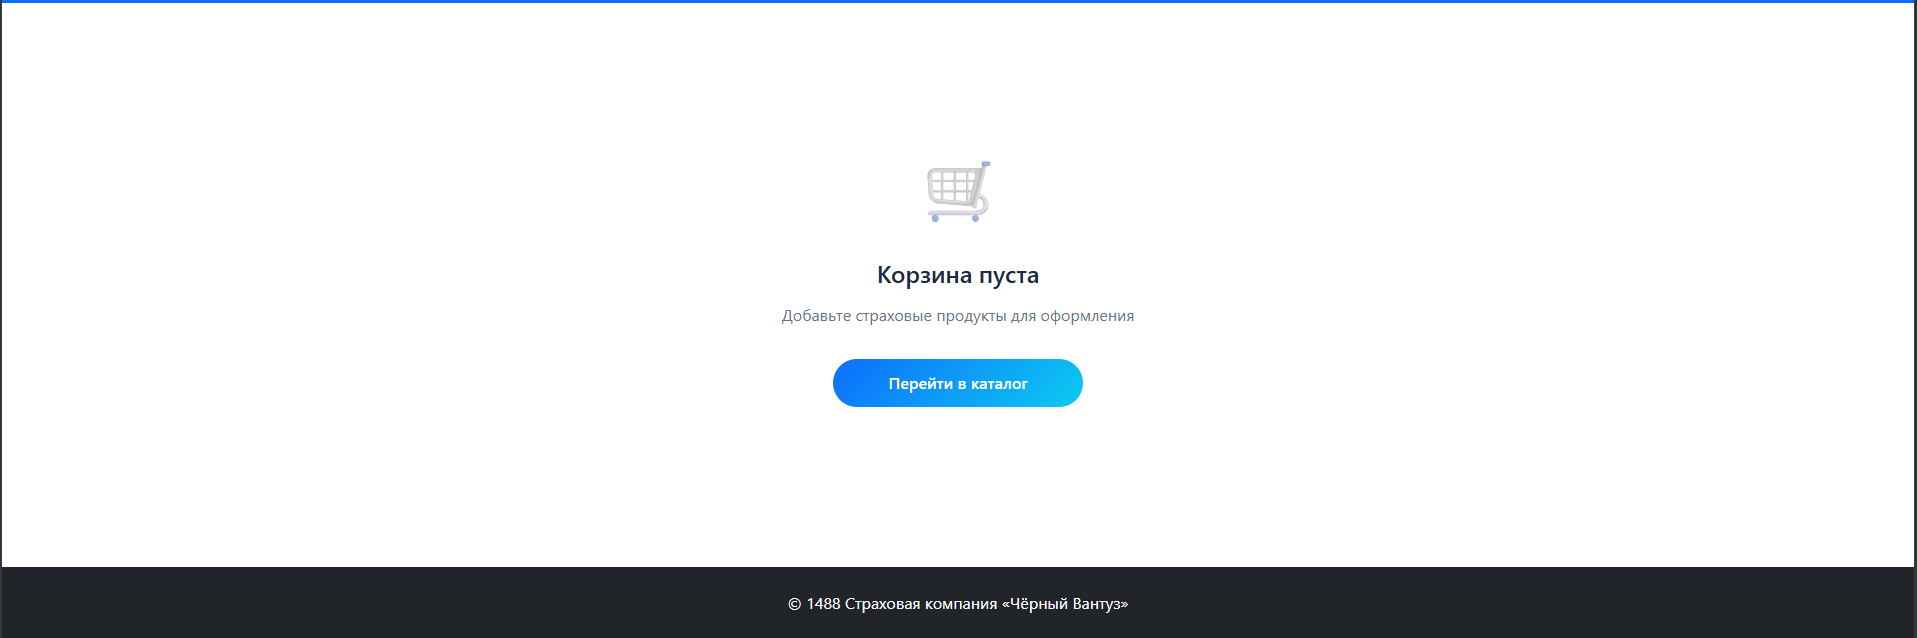 Корзина пуста
Добавьте страховые продукты для оформления
Перейти в каталог
© 1488 Страховая компания «Чёрный Вантуз»